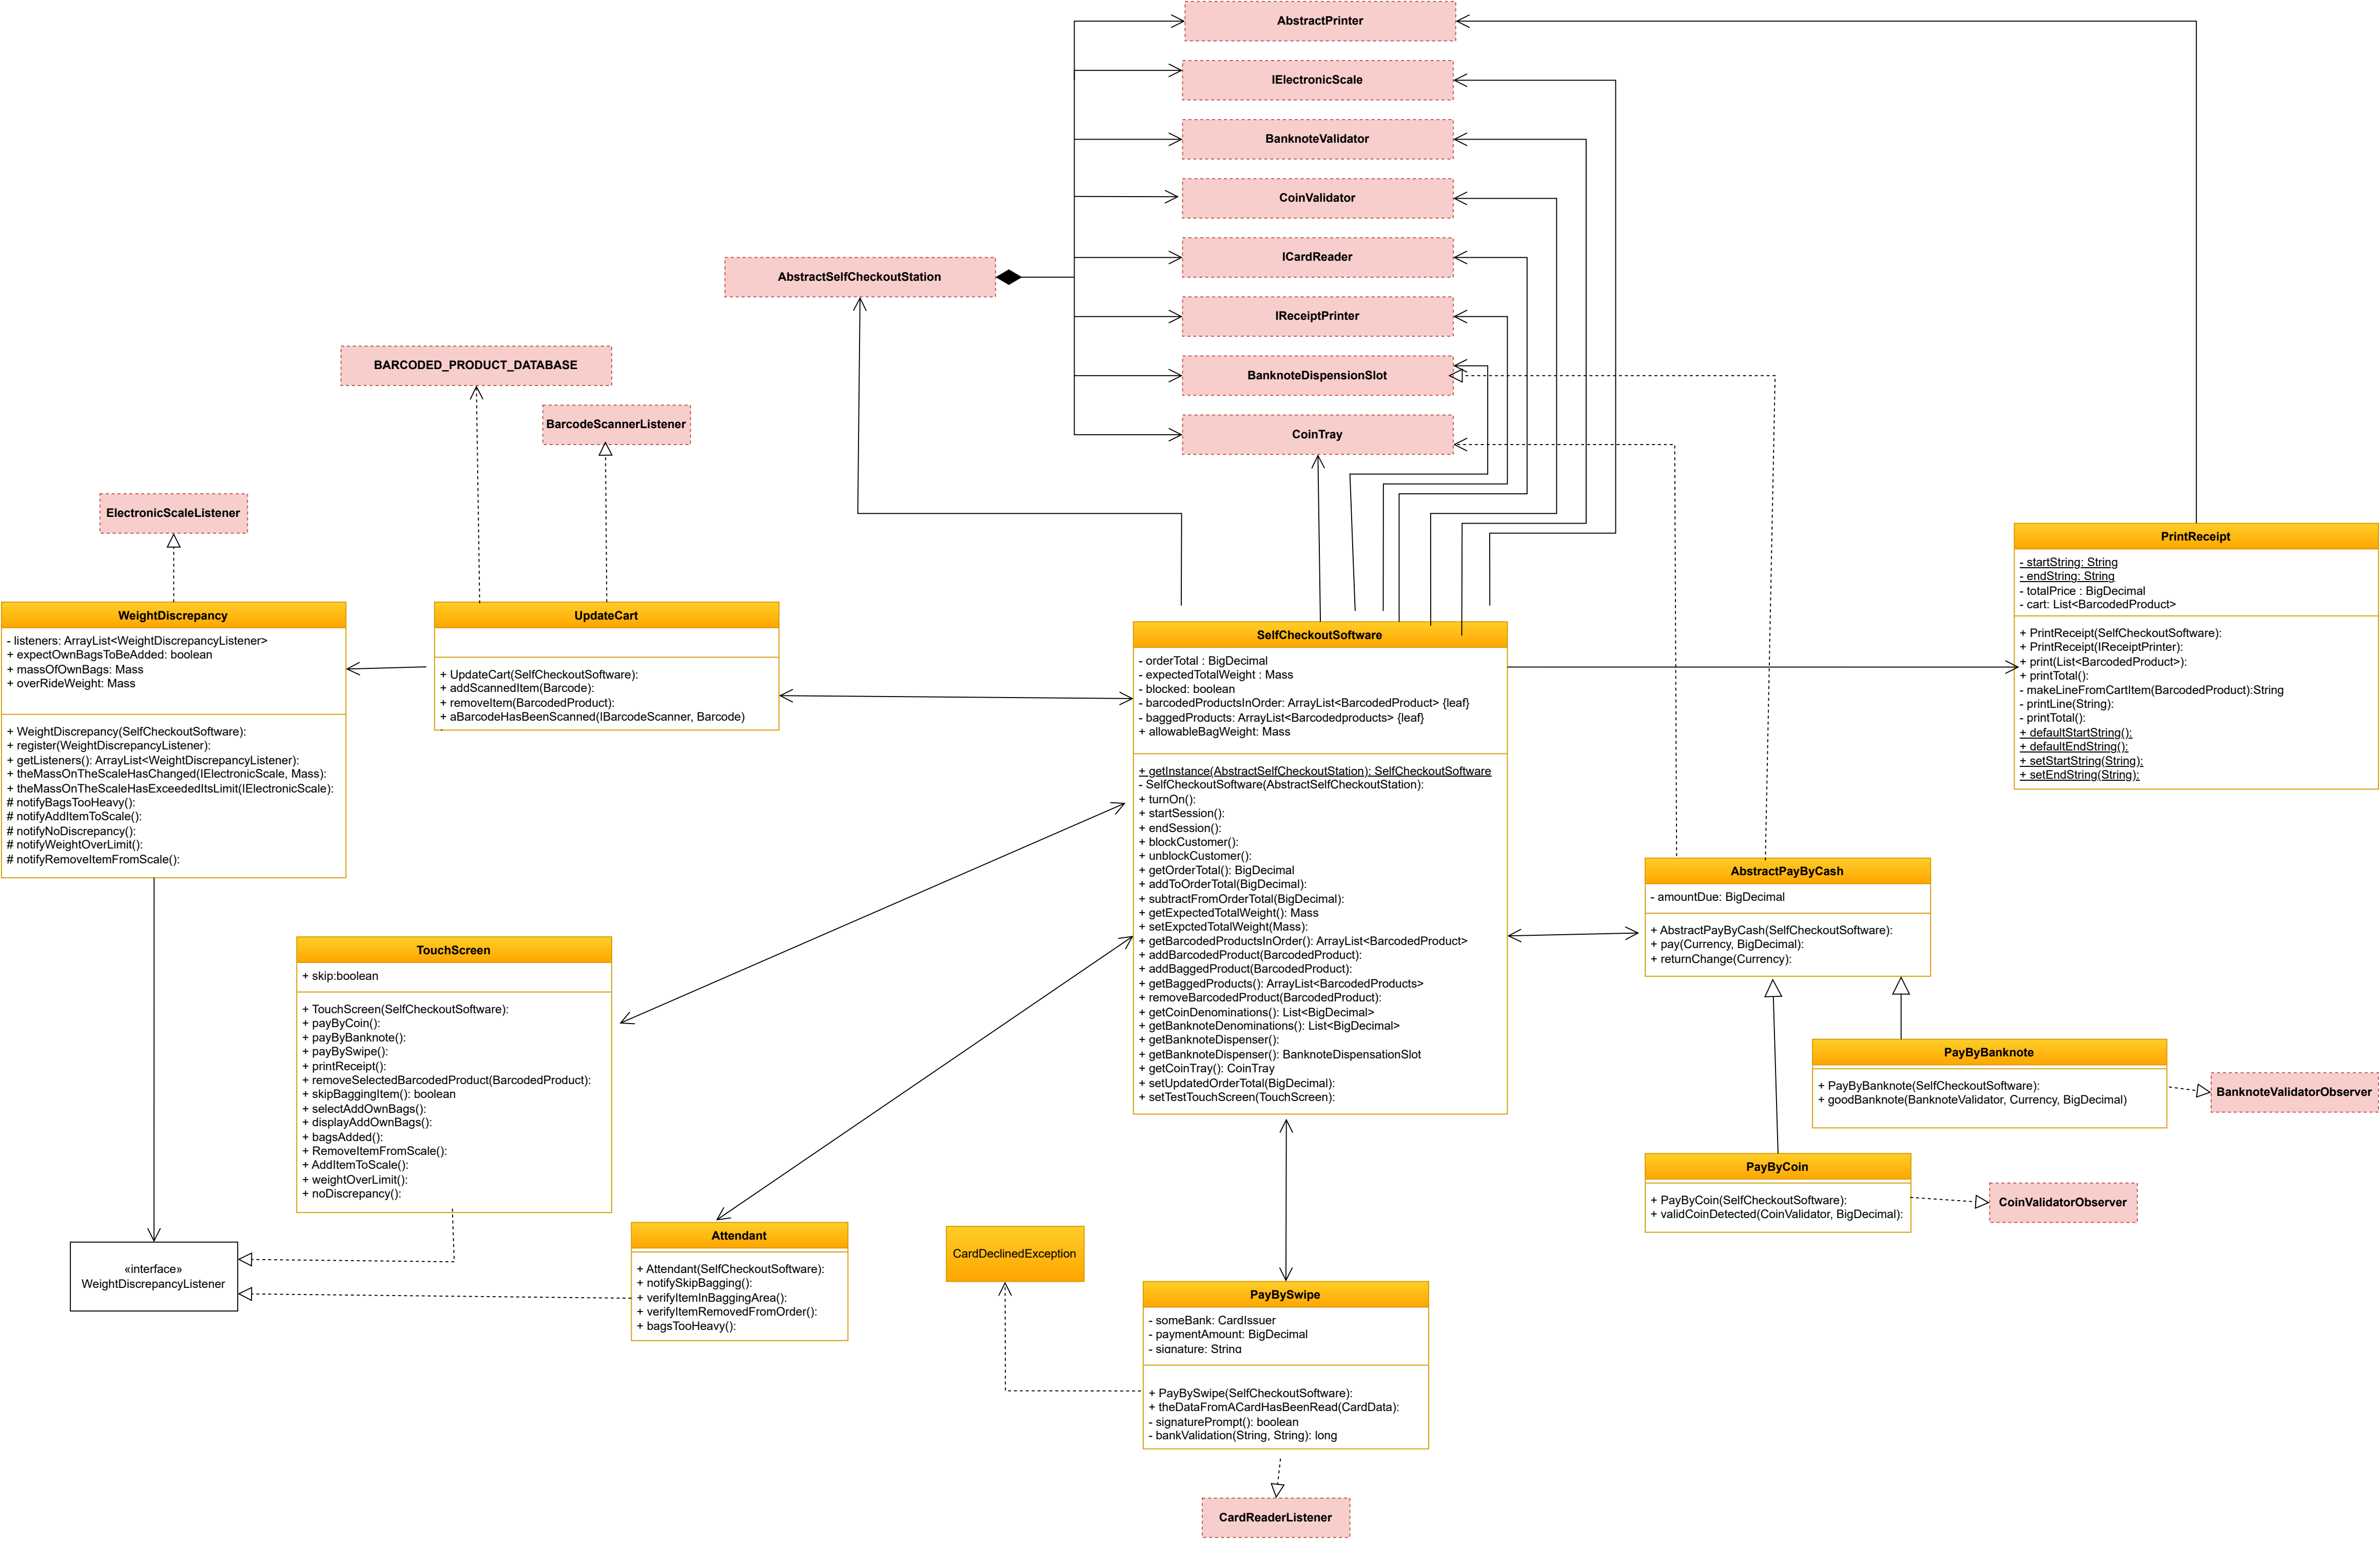 AbstractPrinter
IElectronicScale
BanknoteValidator
CoinValidator
ICardReader
AbstractSelfCheckoutStation
IReceiptPrinter
BARCODED_PRODUCT_DATABASE
BanknoteDispensionSlot
BarcodeScannerListener
CoinTray
ElectronicScaleListener
PrintReceipt
- startString: String
- endString: String
- totalPrice : BigDecimal
- cart: List<BarcodedProduct>
+ PrintReceipt(SelfCheckoutSoftware):
+ PrintReceipt(IReceiptPrinter):
+ print(List<BarcodedProduct>):
+ printTotal():
- makeLineFromCartItem(BarcodedProduct):String
- printLine(String):
- printTotal():
+ defaultStartString():
+ defaultEndString():
+ setStartString(String):
+ setEndString(String):
WeightDiscrepancy
- listeners: ArrayList<WeightDiscrepancyListener>
+ expectOwnBagsToBeAdded: boolean
+ massOfOwnBags: Mass
+ overRideWeight: Mass
+ WeightDiscrepancy(SelfCheckoutSoftware):
+ register(WeightDiscrepancyListener):
+ getListeners(): ArrayList<WeightDiscrepancyListener):
+ theMassOnTheScaleHasChanged(IElectronicScale, Mass):
+ theMassOnTheScaleHasExceededItsLimit(IElectronicScale):
# notifyBagsTooHeavy():
# notifyAddItemToScale():
# notifyNoDiscrepancy():
# notifyWeightOverLimit():
# notifyRemoveItemFromScale():
UpdateCart
+ UpdateCart(SelfCheckoutSoftware):
+ addScannedItem(Barcode):
+ removeItem(BarcodedProduct):
+ aBarcodeHasBeenScanned(IBarcodeScanner, Barcode)
SelfCheckoutSoftware
- orderTotal : BigDecimal
- expectedTotalWeight : Mass
- blocked: boolean
- barcodedProductsInOrder: ArrayList<BarcodedProduct> {leaf}
- baggedProducts: ArrayList<Barcodedproducts> {leaf}
+ allowableBagWeight: Mass
+ getInstance(AbstractSelfCheckoutStation): SelfCheckoutSoftware
- SelfCheckoutSoftware(AbstractSelfCheckoutStation):
+ turnOn():
+ startSession():
+ endSession():
+ blockCustomer():
+ unblockCustomer():
+ getOrderTotal(): BigDecimal
+ addToOrderTotal(BigDecimal):
+ subtractFromOrderTotal(BigDecimal):
+ getExpectedTotalWeight(): Mass
+ setExpctedTotalWeight(Mass):
+ getBarcodedProductsInOrder(): ArrayList<BarcodedProduct>
+ addBarcodedProduct(BarcodedProduct):
+ addBaggedProduct(BarcodedProduct):
+ getBaggedProducts(): ArrayList<BarcodedProducts>
+ removeBarcodedProduct(BarcodedProduct):
+ getCoinDenominations(): List<BigDecimal>
+ getBanknoteDenominations(): List<BigDecimal>
+ getBanknoteDispenser():
+ getBanknoteDispenser(): BanknoteDispensationSlot
+ getCoinTray(): CoinTray
+ setUpdatedOrderTotal(BigDecimal):
+ setTestTouchScreen(TouchScreen):
AbstractPayByCash
- amountDue: BigDecimal
+ AbstractPayByCash(SelfCheckoutSoftware):
+ pay(Currency, BigDecimal):
+ returnChange(Currency):
TouchScreen
+ skip:boolean
+ TouchScreen(SelfCheckoutSoftware):
+ payByCoin():
+ payByBanknote():
+ payBySwipe():
+ printReceipt():
+ removeSelectedBarcodedProduct(BarcodedProduct):
+ skipBaggingItem(): boolean
+ selectAddOwnBags():
+ displayAddOwnBags():
+ bagsAdded():
+ RemoveItemFromScale():
+ AddItemToScale():
+ weightOverLimit():
+ noDiscrepancy():
PayByBanknote
+ PayByBanknote(SelfCheckoutSoftware):
+ goodBanknote(BanknoteValidator, Currency, BigDecimal)
BanknoteValidatorObserver
PayByCoin
+ PayByCoin(SelfCheckoutSoftware):
+ validCoinDetected(CoinValidator, BigDecimal):
CoinValidatorObserver
«interface»
WeightDiscrepancyListener
Attendant
+ Attendant(SelfCheckoutSoftware):
+ notifySkipBagging():
+ verifyItemInBaggingArea():
+ verifyItemRemovedFromOrder():
+ bagsTooHeavy():
CardDeclinedException
PayBySwipe
- someBank: CardIssuer
- paymentAmount: BigDecimal
- signature: String
+ PayBySwipe(SelfCheckoutSoftware):
+ theDataFromACardHasBeenRead(CardData):
- signaturePrompt(): boolean
- bankValidation(String, String): long
CardReaderListener